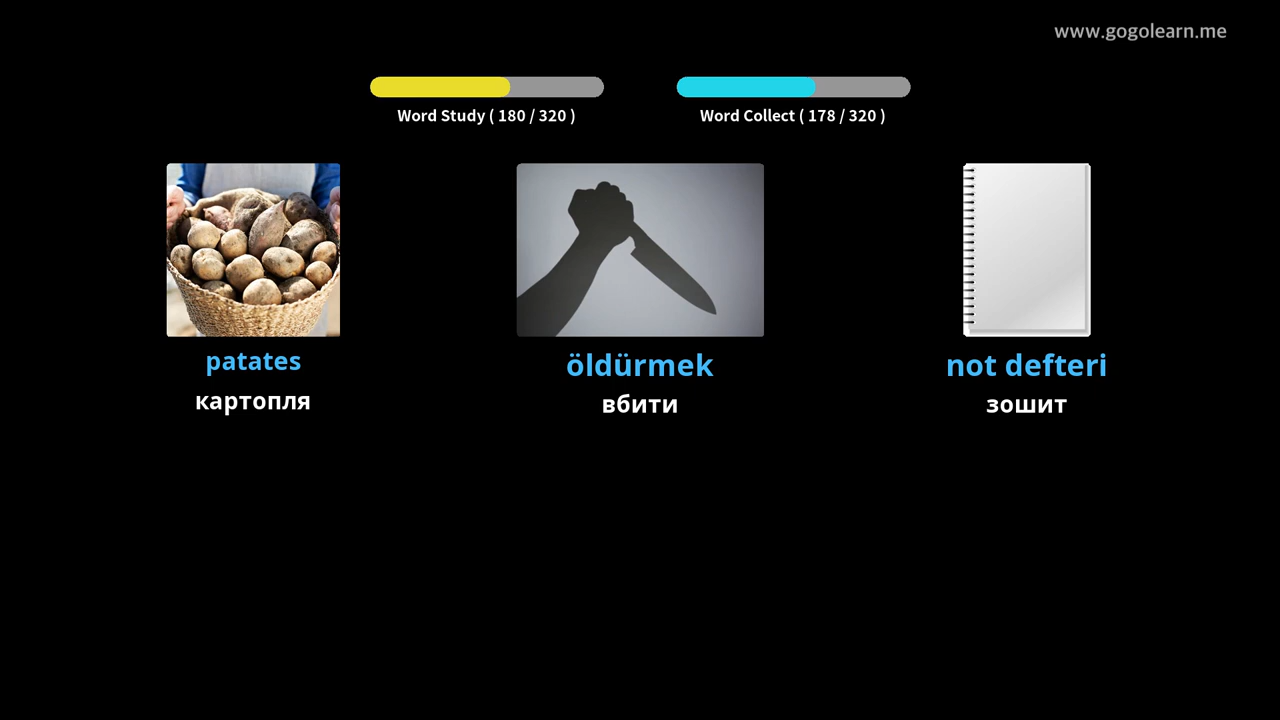 www.gogolearn.me
Word Study ( 180 / 320 )
Word Collect ( 178 / 320 )
patates
картопля
öldürmek
вбити
not defteri
зошит